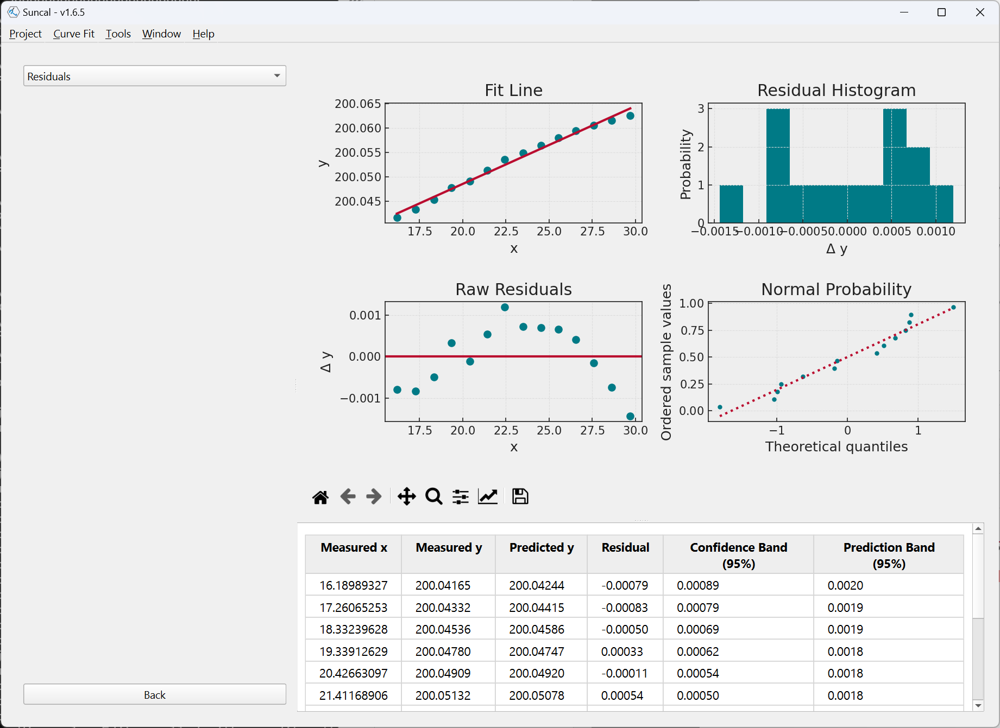 Suncal - v1.6.5
Project Curve Fit Tools Window Help
Residuals
Fit Line
200.065
200.060
200.055
200.050
200.045
y
17.5 20.0 22.5 25.0 27.5 30.0
x
Residual Histogram
3
2
1
0
Probability
−0.0015 −0.0010 −0.0005 0.0000 0.0005 0.0010
Δ y
Raw Residuals
0.001
0.000
−0.001
Δ y
17.5 20.0 22.5 25.0 27.5 30.0
x
Normal Probability
1.00
0.75
0.50
0.25
0.00
Ordered sample values
−1 0 1
Theoretical quantiles
Measured x Measured y Predicted y Residual Confidence Band Prediction Band
(95%) (95%)
16.18989327 200.04165 200.04244 -0.00079 0.00089 0.0020
17.26065253 200.04332 200.04415 -0.00083 0.00079 0.0019
18.33239628 200.04536 200.04586 -0.00050 0.00069 0.0019
19.33912629 200.04780 200.04747 0.00033 0.00062 0.0018
20.42663097 200.04909 200.04920 -0.00011 0.00054 0.0018
21.41168906 200.05132 200.05078 0.00054 0.00050 0.0018
Back